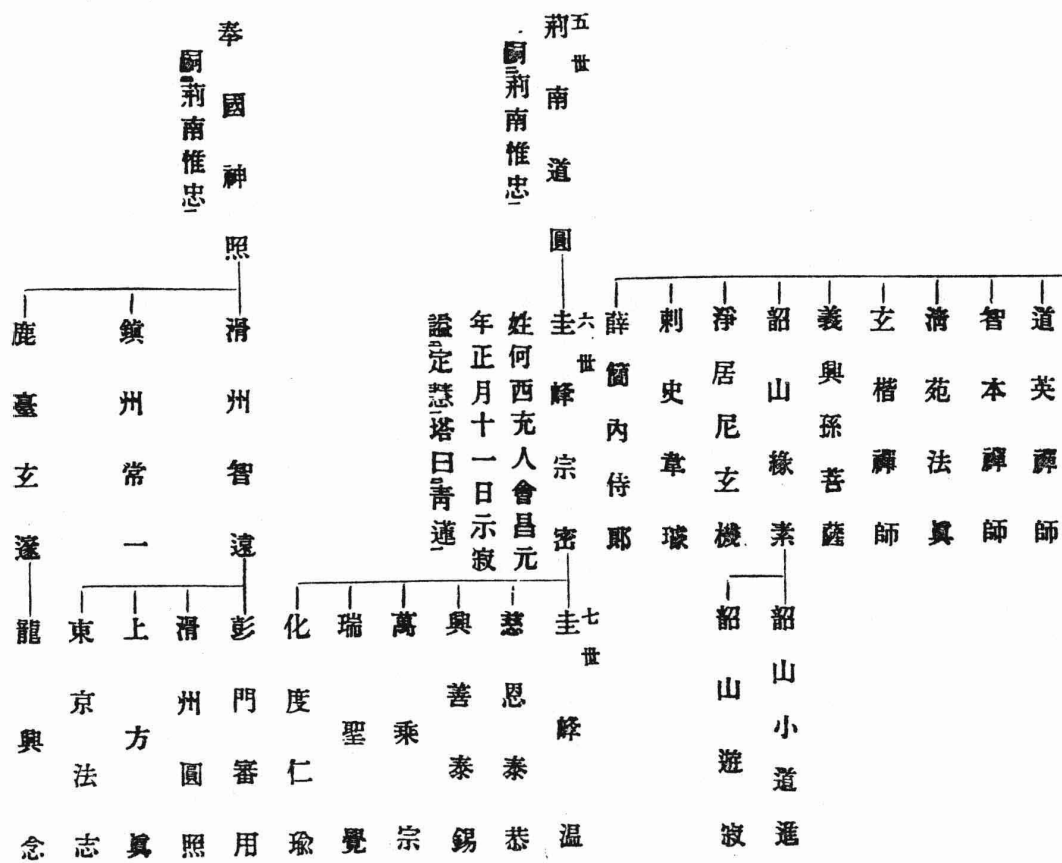 道英禪師
智本禪師
淸苑法眞
玄楷禪師
義興孫菩薩
韶山緣素
淨居尼玄機
刺史韋璩
薛簡內侍郞
韶山小道進
韶山遊寂
五世
荊南道圓
嗣荊南惟忠
六世
圭峰宗密
姓何西充人會昌元
年正月十一日示寂
謚定慧塔曰靑蓮
七世
圭峰温
慈恩泰恭
興善泰錫
萬乘宗
瑞聖覺
化度仁瑜
奉國神照
嗣荊南惟忠
滑州智遠
鎭州常一
鹿臺玄邃
彭門審用
滑州圓照
上方眞
東京法志
龍興念